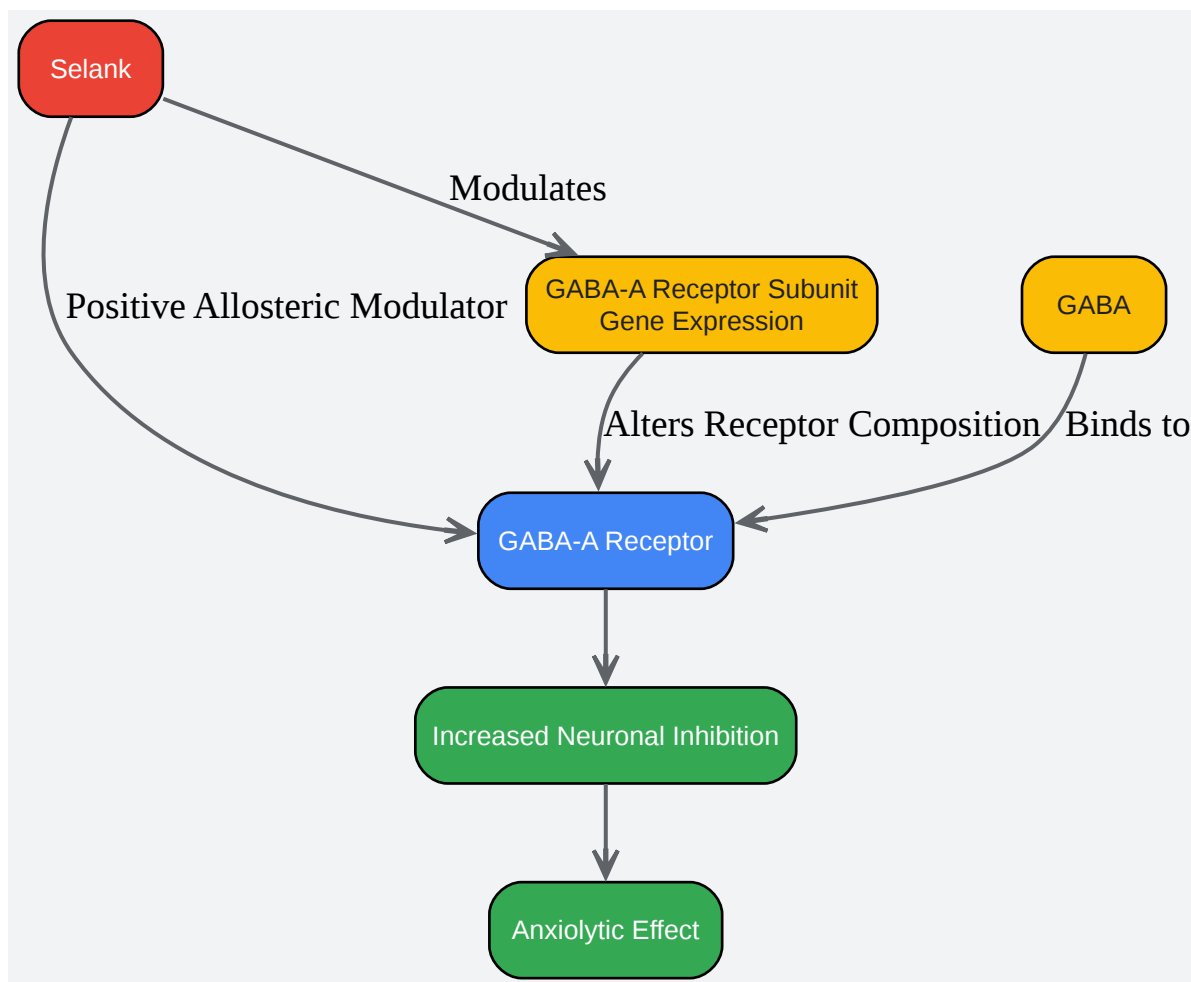 Selank
Modulates
Positive Allosteric Modulator
GABA-A Receptor Subunit
Gene Expression
GABA
Alters Receptor Composition
Binds to
GABA-A Receptor
Increased Neuronal Inhibition
Anxiolytic Effect